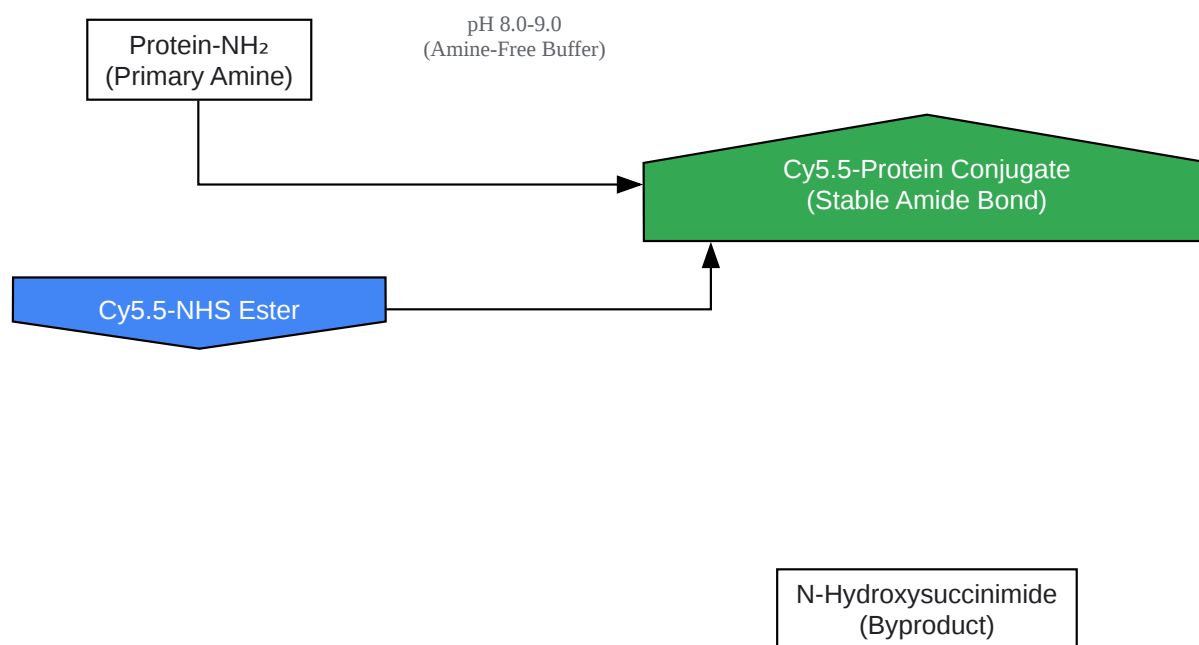 Protein-NH₂
(Primary Amine)
pH 8.0-9.0
(Amine-Free Buffer)
Cy5.5-Protein Conjugate
(Stable Amide Bond)
Cy5.5-NHS Ester
N-Hydroxysuccinimide
(Byproduct)